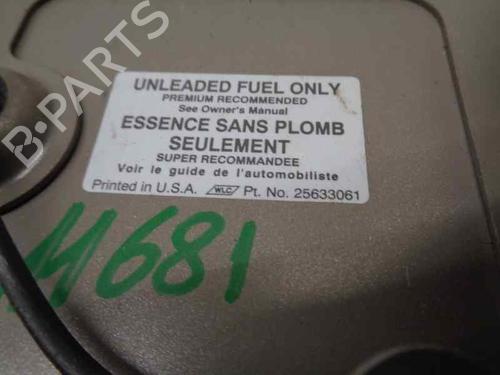 B-PARTS
UNLEADED FUEL ONLY
PREMIUM RECOMMENDED
See Owner's Manual
ESSENCE SANS PLOMB
SEULEMENT
SUPER RECOMMANDEE
Voir le guide de l'automobiliste
Printed in U.S.A. WLC Pt. No. 25633061
M681